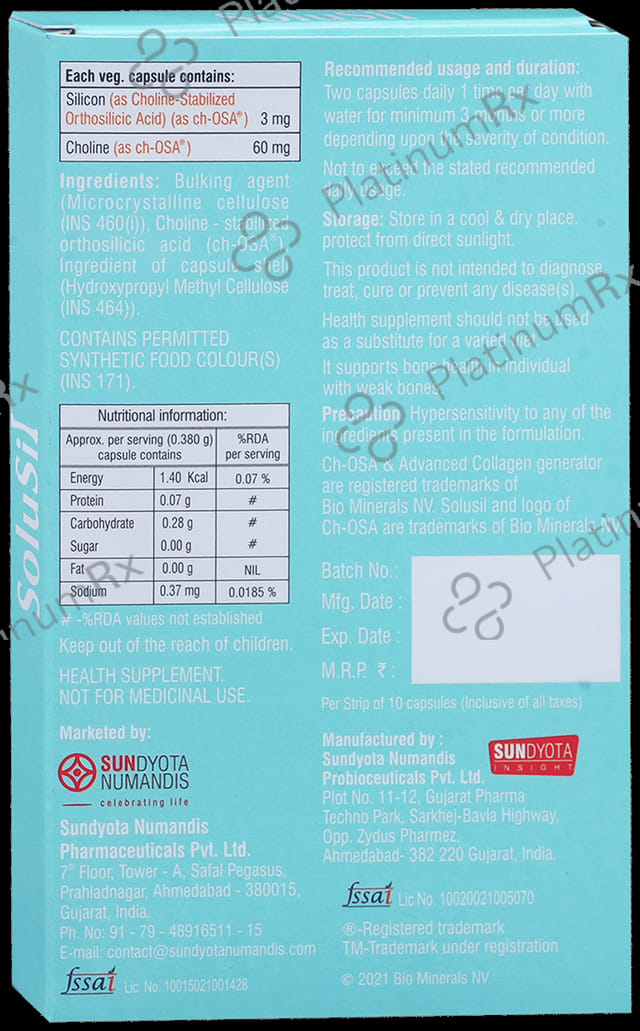 SoluSil
Each veg. capsule contains:
Silicon (as Choline-Stabilized
Orthosilicic Acid) (as ch-OSA®) 3 mg
Choline (as ch-OSA®) 60 mg
Ingredients: Bulking agent
(Microcrystalline cellulose
(INS 460(i)), Choline - stabilized
orthosilicic acid (ch-OSA®),
Ingredient of capsule shell
(Hydroxypropyl Methyl Cellulose
(INS 464)).
CONTAINS PERMITTED
SYNTHETIC FOOD COLOUR(S)
(INS 171).
Nutritional information:
Approx. per serving (0.380 g) %RDA
capsule contains per serving
Energy 1.40 Kcal 0.07 %
Protein 0.07 g #
Carbohydrate 0.28 g #
Sugar 0.00 g #
Fat 0.00 g NIL
Sodium 0.37 mg 0.0185 %
# -%RDA values not established
Keep out of the reach of children.
HEALTH SUPPLEMENT.
NOT FOR MEDICINAL USE.
Marketed by:
SUNDYOTA
NUMANDIS
celebrating life
Sundyota Numandis
Pharmaceuticals Pvt. Ltd.
7th Floor, Tower - A, Safal Pegasus,
Prahladnagar, Ahmedabad - 380015,
Gujarat, India.
Ph. No: 91 - 79 - 48916511 - 15
E-mail: contact@sundyotanumandis.com
fssai Lic. No. 10015021001428
Recommended usage and duration:
Two capsules daily 1 time per day with
water for minimum 3 months or more
depending upon the saverity of condition.
Not to exceed the stated recommended
daily usage.
Storage: Store in a cool & dry place.
protect from direct sunlight.
This product is not intended to diagnose,
treat, cure or prevent any disease(s).
Health supplement should not be used
as a substitute for a varied diet.
It supports bone health in individual
with weak bones.
Precaution: Hypersensitivity to any of the
ingredients present in the formulation.
Ch-OSA & Advanced Collagen generator
are registered trademarks of
Bio Minerals NV. Solusil and logo of
Ch-OSA are trademarks of Bio Minerals NV.
Batch No.:
Mfg. Date :
Exp. Date :
M.R.P. ₹ :
Per Strip of 10 capsules (Inclusive of all taxes)
Manufactured by :
Sundyota Numandis
Probioceuticals Pvt. Ltd.
SUNDYOTA
INSIGHT
Plot No. 11-12, Gujarat Pharma
Techno Park, Sarkhej-Bavla Highway,
Opp. Zydus Pharmez,
Ahmedabad- 382 220 Gujarat, India.
fssai Lic No. 10020021005070
®-Registered trademark
TM-Trademark under registration
© 2021 Bio Minerals NV.
SoluSil
PlatinumRx
PlatinumRx
PlatinumRx
PlatinumRx
PlatinumRx